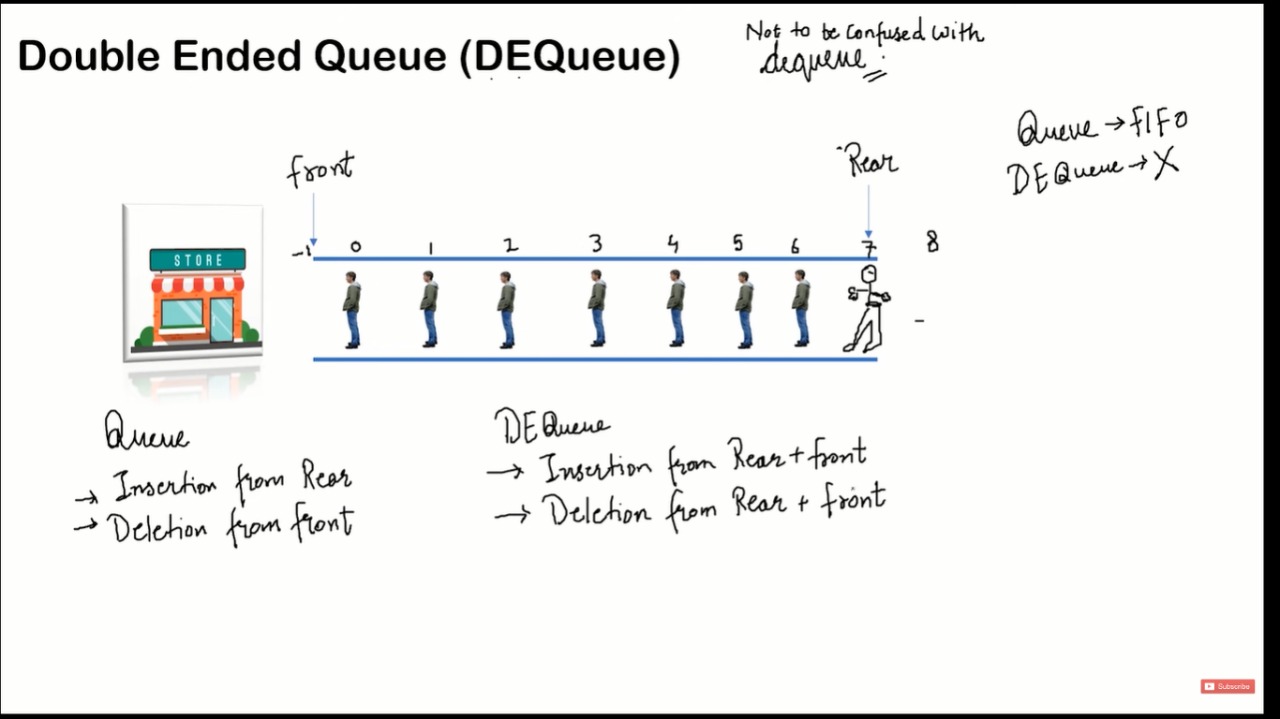 Not to be confused with
Double Ended Queue (DEQueue)
dequeue :
Queue → FIFO
DEQueue → X
front
Rear
-1 0 1 2 3 4 5 6 7 8
STORE
Queue
→ Insertion from Rear
→ Deletion from front
DEQueue
→ Insertion from Rear + front
→ Deletion from Rear + front
Subscribe